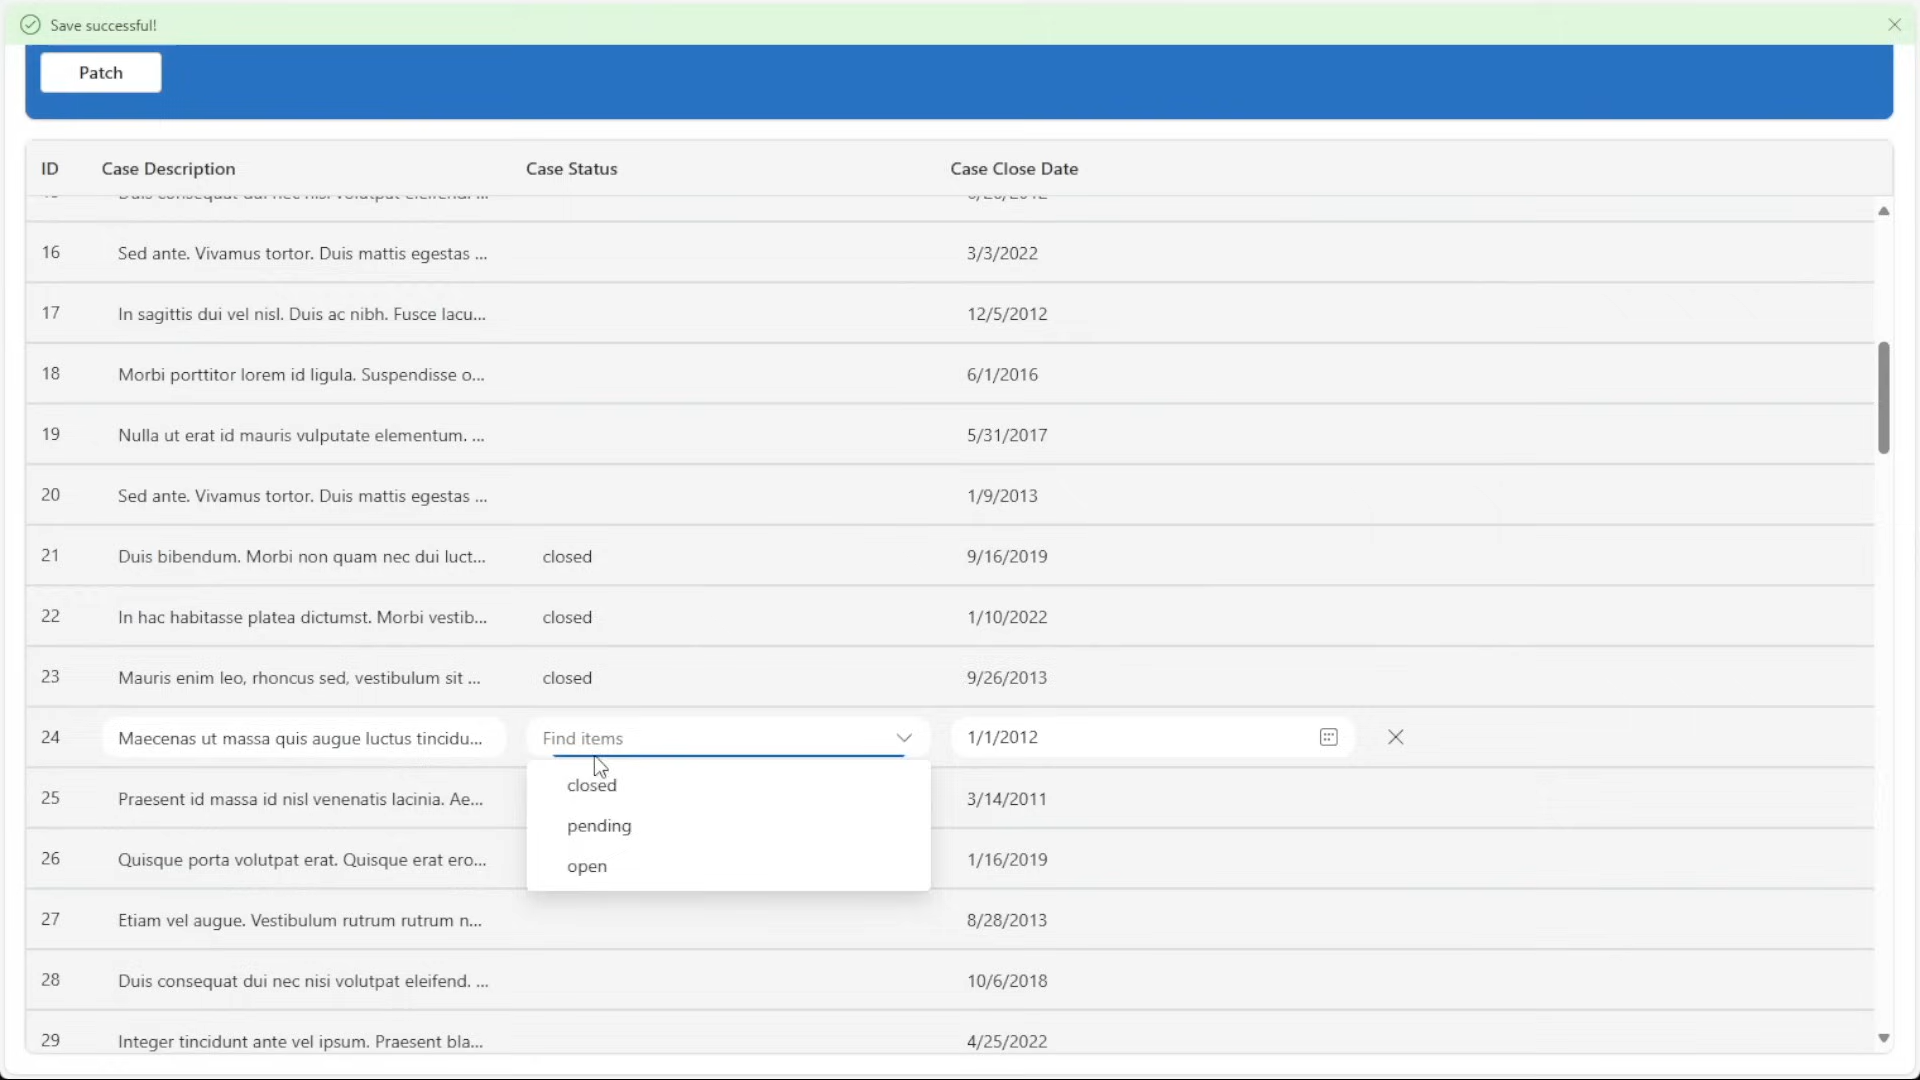 Save successful!
Patch
ID Case Description Case Status Case Close Date
16 Sed ante. Vivamus tortor. Duis mattis egestas ... 3/3/2022
17 In sagittis dui vel nisl. Duis ac nibh. Fusce lacu... 12/5/2012
18 Morbi porttitor lorem id ligula. Suspendisse o... 6/1/2016
19 Nulla ut erat id mauris vulputate elementum. ... 5/31/2017
20 Sed ante. Vivamus tortor. Duis mattis egestas ... 1/9/2013
21 Duis bibendum. Morbi non quam nec dui luct... closed 9/16/2019
22 In hac habitasse platea dictumst. Morbi vestib... closed 1/10/2022
23 Mauris enim leo, rhoncus sed, vestibulum sit ... closed 9/26/2013
24 Maecenas ut massa quis augue luctus tincidu... Find items 1/1/2012
closed
25 Praesent id massa id nisl venenatis lacinia. Ae... 3/14/2011
pending
26 Quisque porta volutpat erat. Quisque erat ero... 1/16/2019
open
27 Etiam vel augue. Vestibulum rutrum rutrum n... 8/28/2013
28 Duis consequat dui nec nisi volutpat eleifend. ... 10/6/2018
29 Integer tincidunt ante vel ipsum. Praesent bla... 4/25/2022